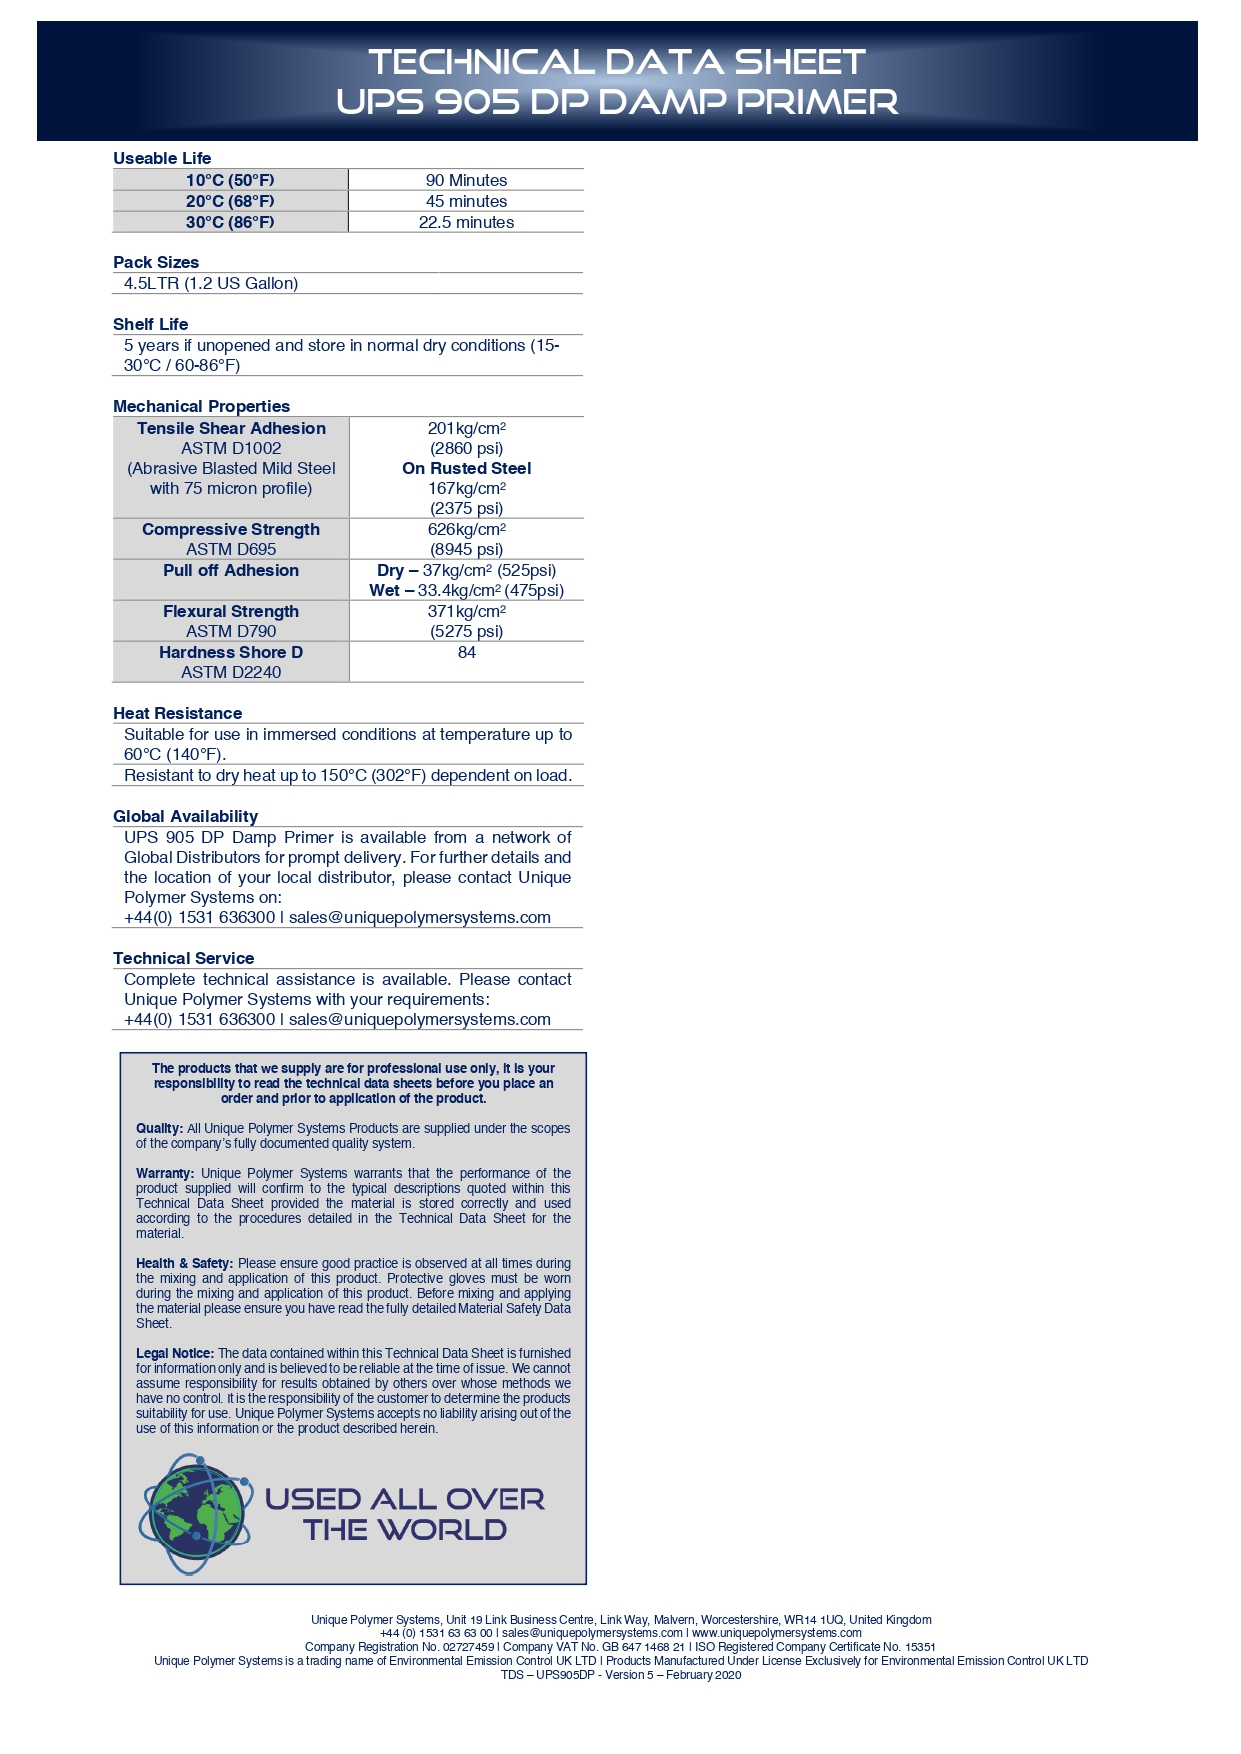 TECHNICAL DATA SHEET
UPS 905 DP DAMP PRIMER
Useable Life
10°C (50°F) 90 Minutes
20°C (68°F) 45 minutes
30°C (86°F) 22.5 minutes
Pack Sizes
4.5LTR (1.2 US Gallon)
Shelf Life
5 years if unopened and store in normal dry conditions (15-
30°C / 60-86°F)
Mechanical Properties
Tensile Shear Adhesion 201kg/cm²
ASTM D1002 (2860 psi)
(Abrasive Blasted Mild Steel On Rusted Steel
with 75 micron profile) 167kg/cm²
(2375 psi)
Compressive Strength 626kg/cm²
ASTM D695 (8945 psi)
Pull off Adhesion Dry – 37kg/cm² (525psi)
Wet – 33.4kg/cm² (475psi)
Flexural Strength 371kg/cm²
ASTM D790 (5275 psi)
Hardness Shore D 84
ASTM D2240
Heat Resistance
Suitable for use in immersed conditions at temperature up to
60°C (140°F).
Resistant to dry heat up to 150°C (302°F) dependent on load.
Global Availability
UPS 905 DP Damp Primer is available from a network of
Global Distributors for prompt delivery. For further details and
the location of your local distributor, please contact Unique
Polymer Systems on:
+44(0) 1531 636300 | sales@uniquepolymersystems.com
Technical Service
Complete technical assistance is available. Please contact
Unique Polymer Systems with your requirements:
+44(0) 1531 636300 | sales@uniquepolymersystems.com
The products that we supply are for professional use only, it is your
responsibility to read the technical data sheets before you place an
order and prior to application of the product.
Quality: All Unique Polymer Systems Products are supplied under the scopes
of the company's fully documented quality system.
Warranty: Unique Polymer Systems warrants that the performance of the
product supplied will confirm to the typical descriptions quoted within this
Technical Data Sheet provided the material is stored correctly and used
according to the procedures detailed in the Technical Data Sheet for the
material.
Health & Safety: Please ensure good practice is observed at all times during
the mixing and application of this product. Protective gloves must be worn
during the mixing and application of this product. Before mixing and applying
the material please ensure you have read the fully detailed Material Safety Data
Sheet.
Legal Notice: The data contained within this Technical Data Sheet is furnished
for information only and is believed to be reliable at the time of issue. We cannot
assume responsibility for results obtained by others over whose methods we
have no control. It is the responsibility of the customer to determine the products
suitability for use. Unique Polymer Systems accepts no liability arising out of the
use of this information or the product described herein.
USED ALL OVER
THE WORLD
Unique Polymer Systems, Unit 19 Link Business Centre, Link Way, Malvern, Worcestershire, WR14 1UQ, United Kingdom
+44 (0) 1531 63 63 00 | sales@uniquepolymersystems.com | www.uniquepolymersystems.com
Company Registration No. 02727459 | Company VAT No. GB 647 1468 21 | ISO Registered Company Certificate No. 15351
Unique Polymer Systems is a trading name of Environmental Emission Control UK LTD | Products Manufactured Under License Exclusively for Environmental Emission Control UK LTD
TDS – UPS905DP - Version 5 – February 2020